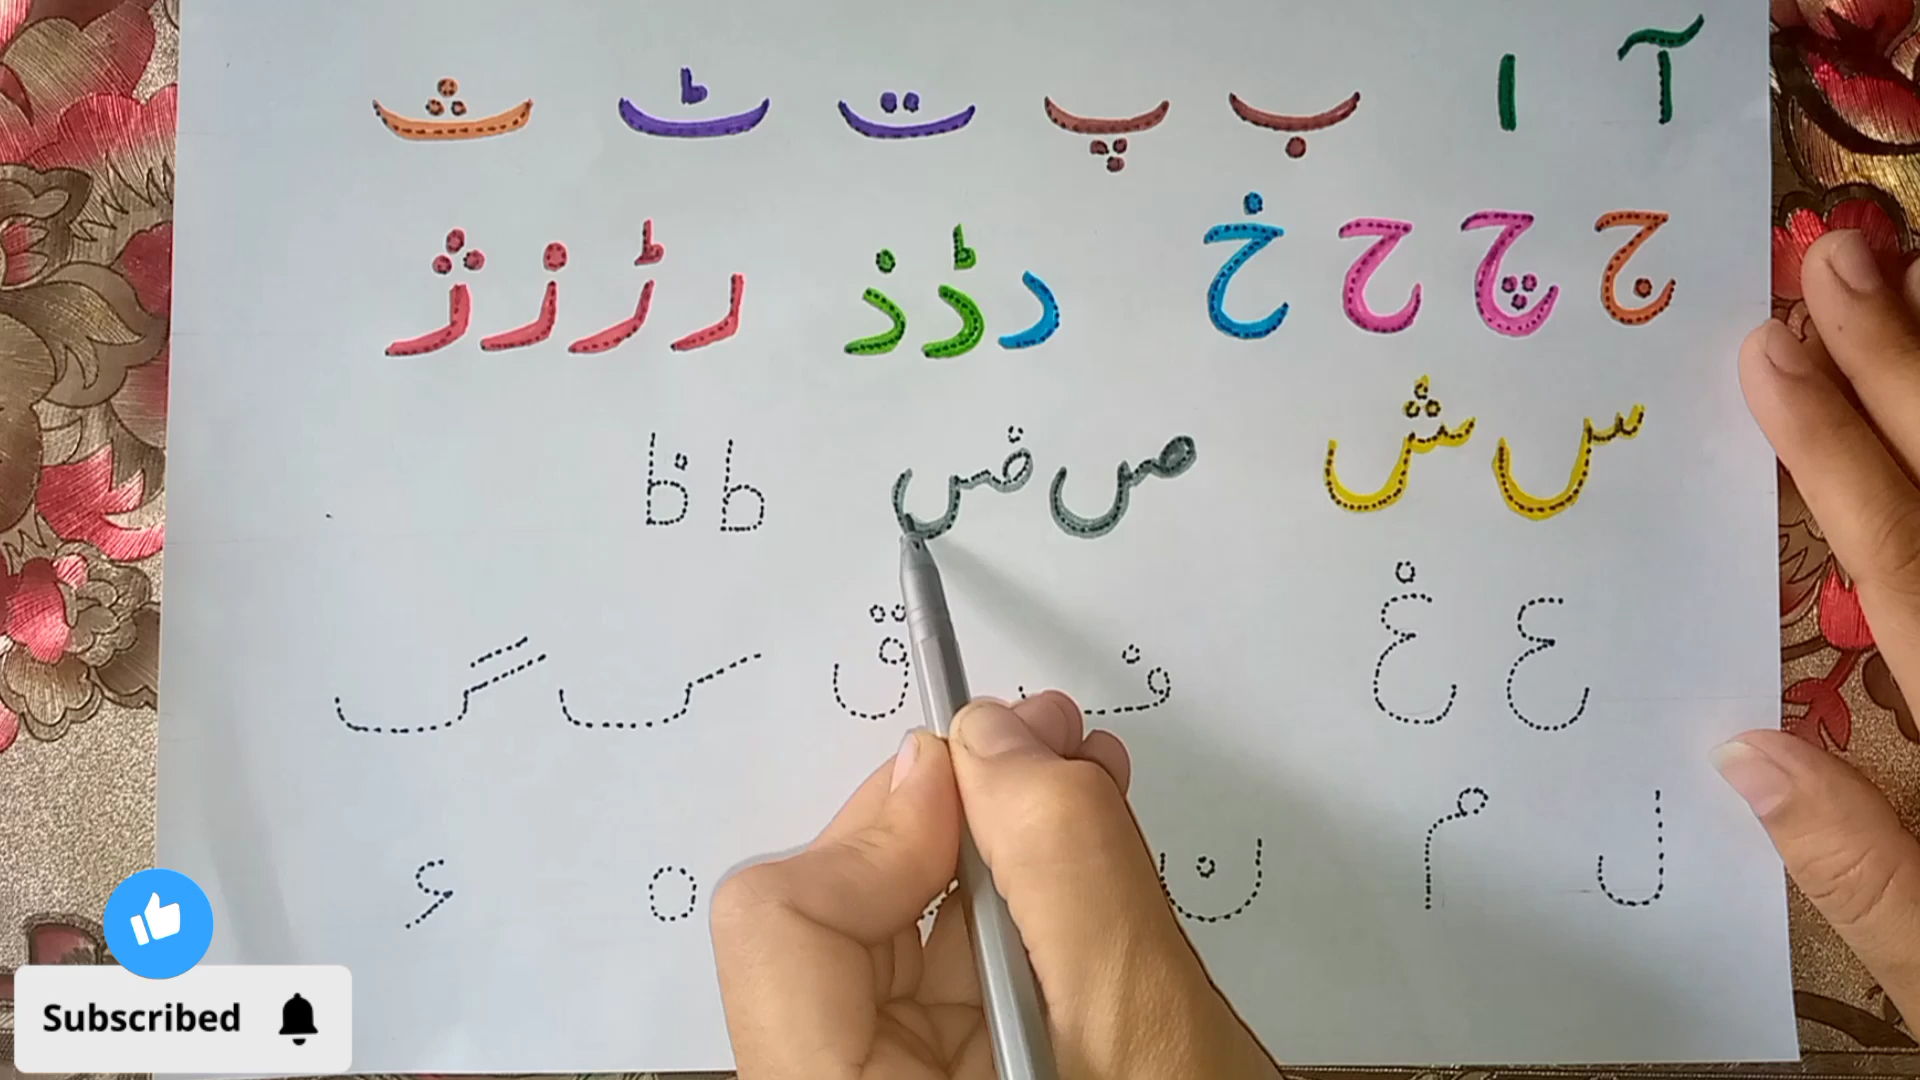 آ ا ب پ ت ٹ ث
ج چ ح خ د ڈ ذ ر ڑ ز ژ
س ش ص ض ط ظ
ع غ ف ق ک گ
ل م ن ہ ء
Subscribed